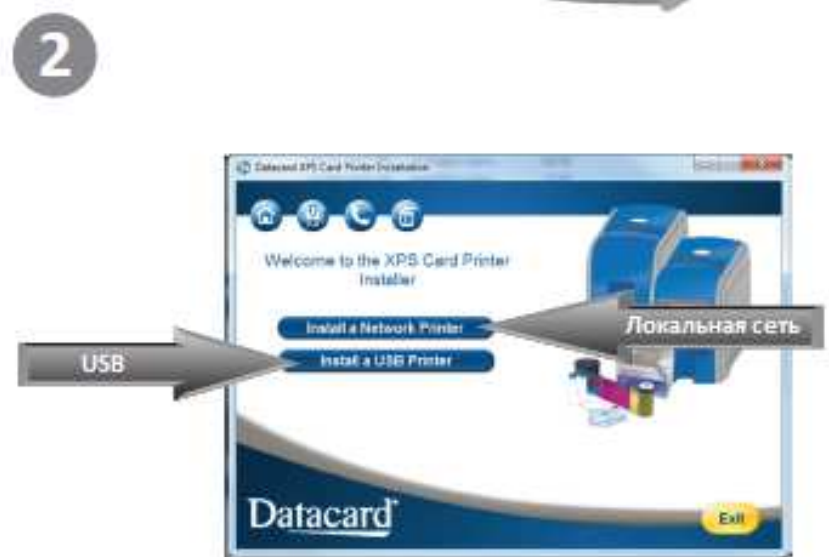 2
Datacard XPS Card Printer Installation
Welcome to the XPS Card Printer
Installer
Install a Network Printer
Локальная сеть
USB
Install a USB Printer
Datacard
Exit